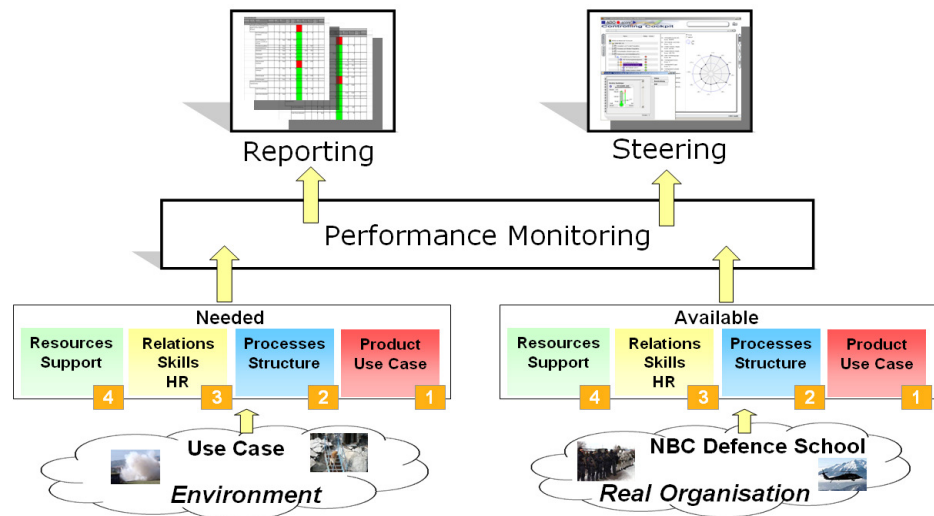 Controlling Cockpit
Reporting
Steering
Performance Monitoring
Needed
Resources
Support
4
Relations
Skills
HR
3
Processes
Structure
2
Product
Use Case
1
Available
Resources
Support
4
Relations
Skills
HR
3
Processes
Structure
2
Product
Use Case
1
Use Case
Environment
NBC Defence School
Real Organisation